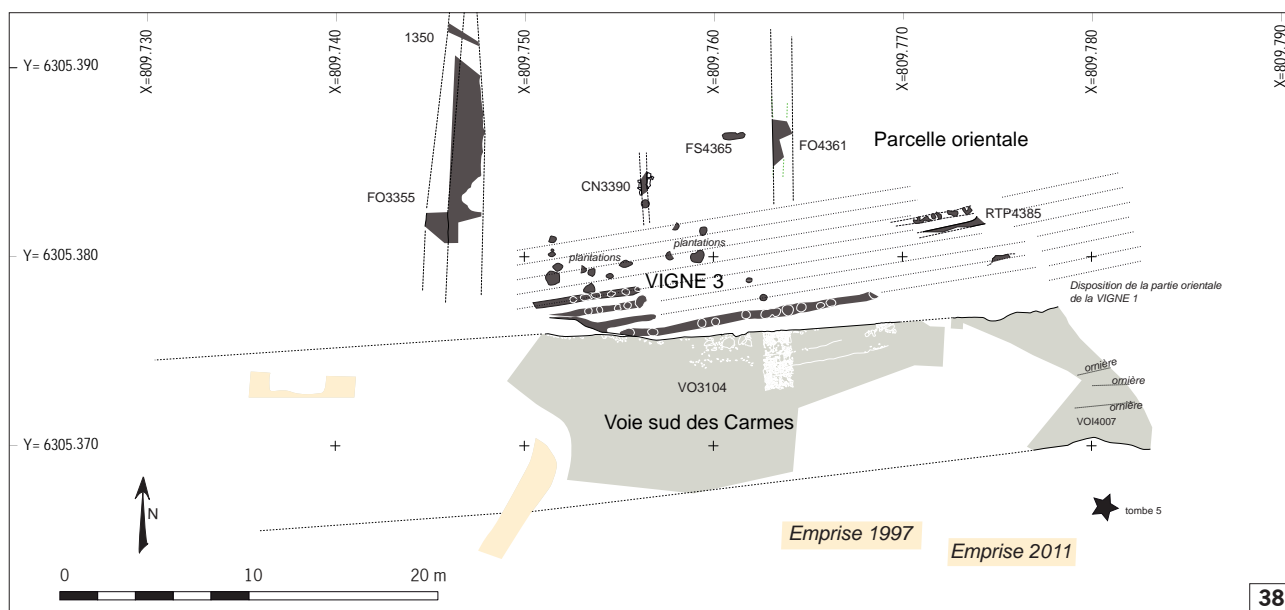 X=809.730
X=809.740
X=809.750
X=809.760
X=809.770
X=809.780
X=809.790
1350
Y= 6305.390
FS4365
FO4361
Parcelle orientale
CN3390
FO3355
RTP4385
plantations
Y= 6305.380
plantations
VIGNE 3
Disposition de la partie orientale
de la VIGNE 1
ornière
VO3104
ornière
ornière
Voie sud des Carmes
VOI4007
Y= 6305.370
N
tombe 5
Emprise 1997
Emprise 2011
0
10
20 m
38